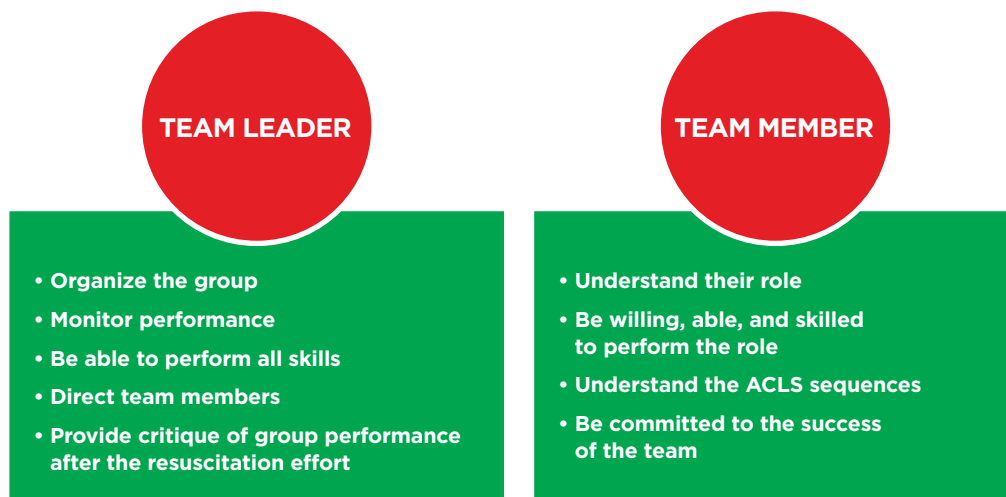 TEAM LEADER
• Organize the group
• Monitor performance
• Be able to perform all skills
• Direct team members
• Provide critique of group performance
after the resuscitation effort
TEAM MEMBER
• Understand their role
• Be willing, able, and skilled
to perform the role
• Understand the ACLS sequences
• Be committed to the success
of the team